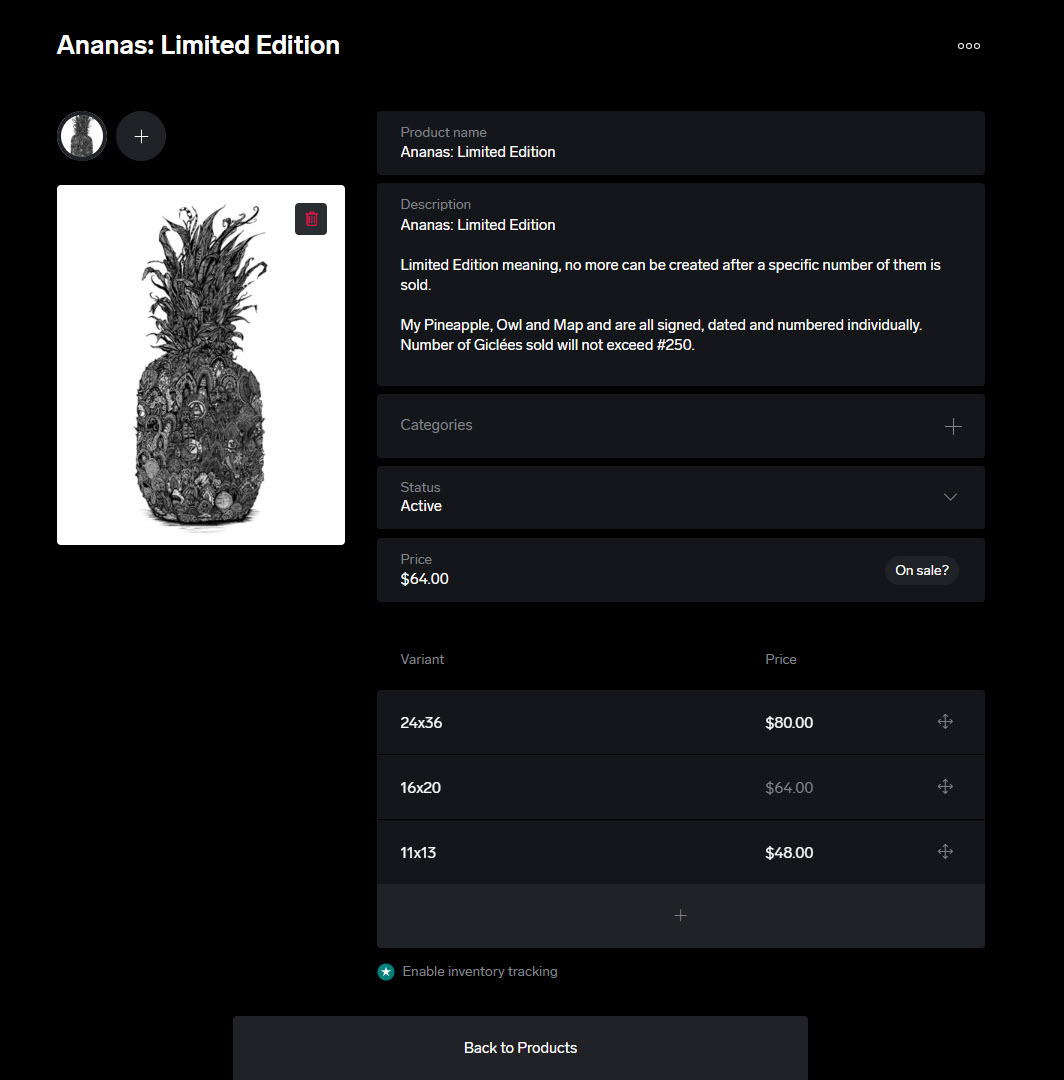 Ananas: Limited Edition
Product name
Ananas: Limited Edition
Description
Ananas: Limited Edition
Limited Edition meaning, no more can be created after a specific number of them is
sold.
My Pineapple, Owl and Map and are all signed, dated and numbered individually.
Number of Giclées sold will not exceed #250.
Categories
Status
Active
Price
$64.00
On sale?
Variant Price
24x36 $80.00
16x20 $64.00
11x13 $48.00
Enable inventory tracking
Back to Products